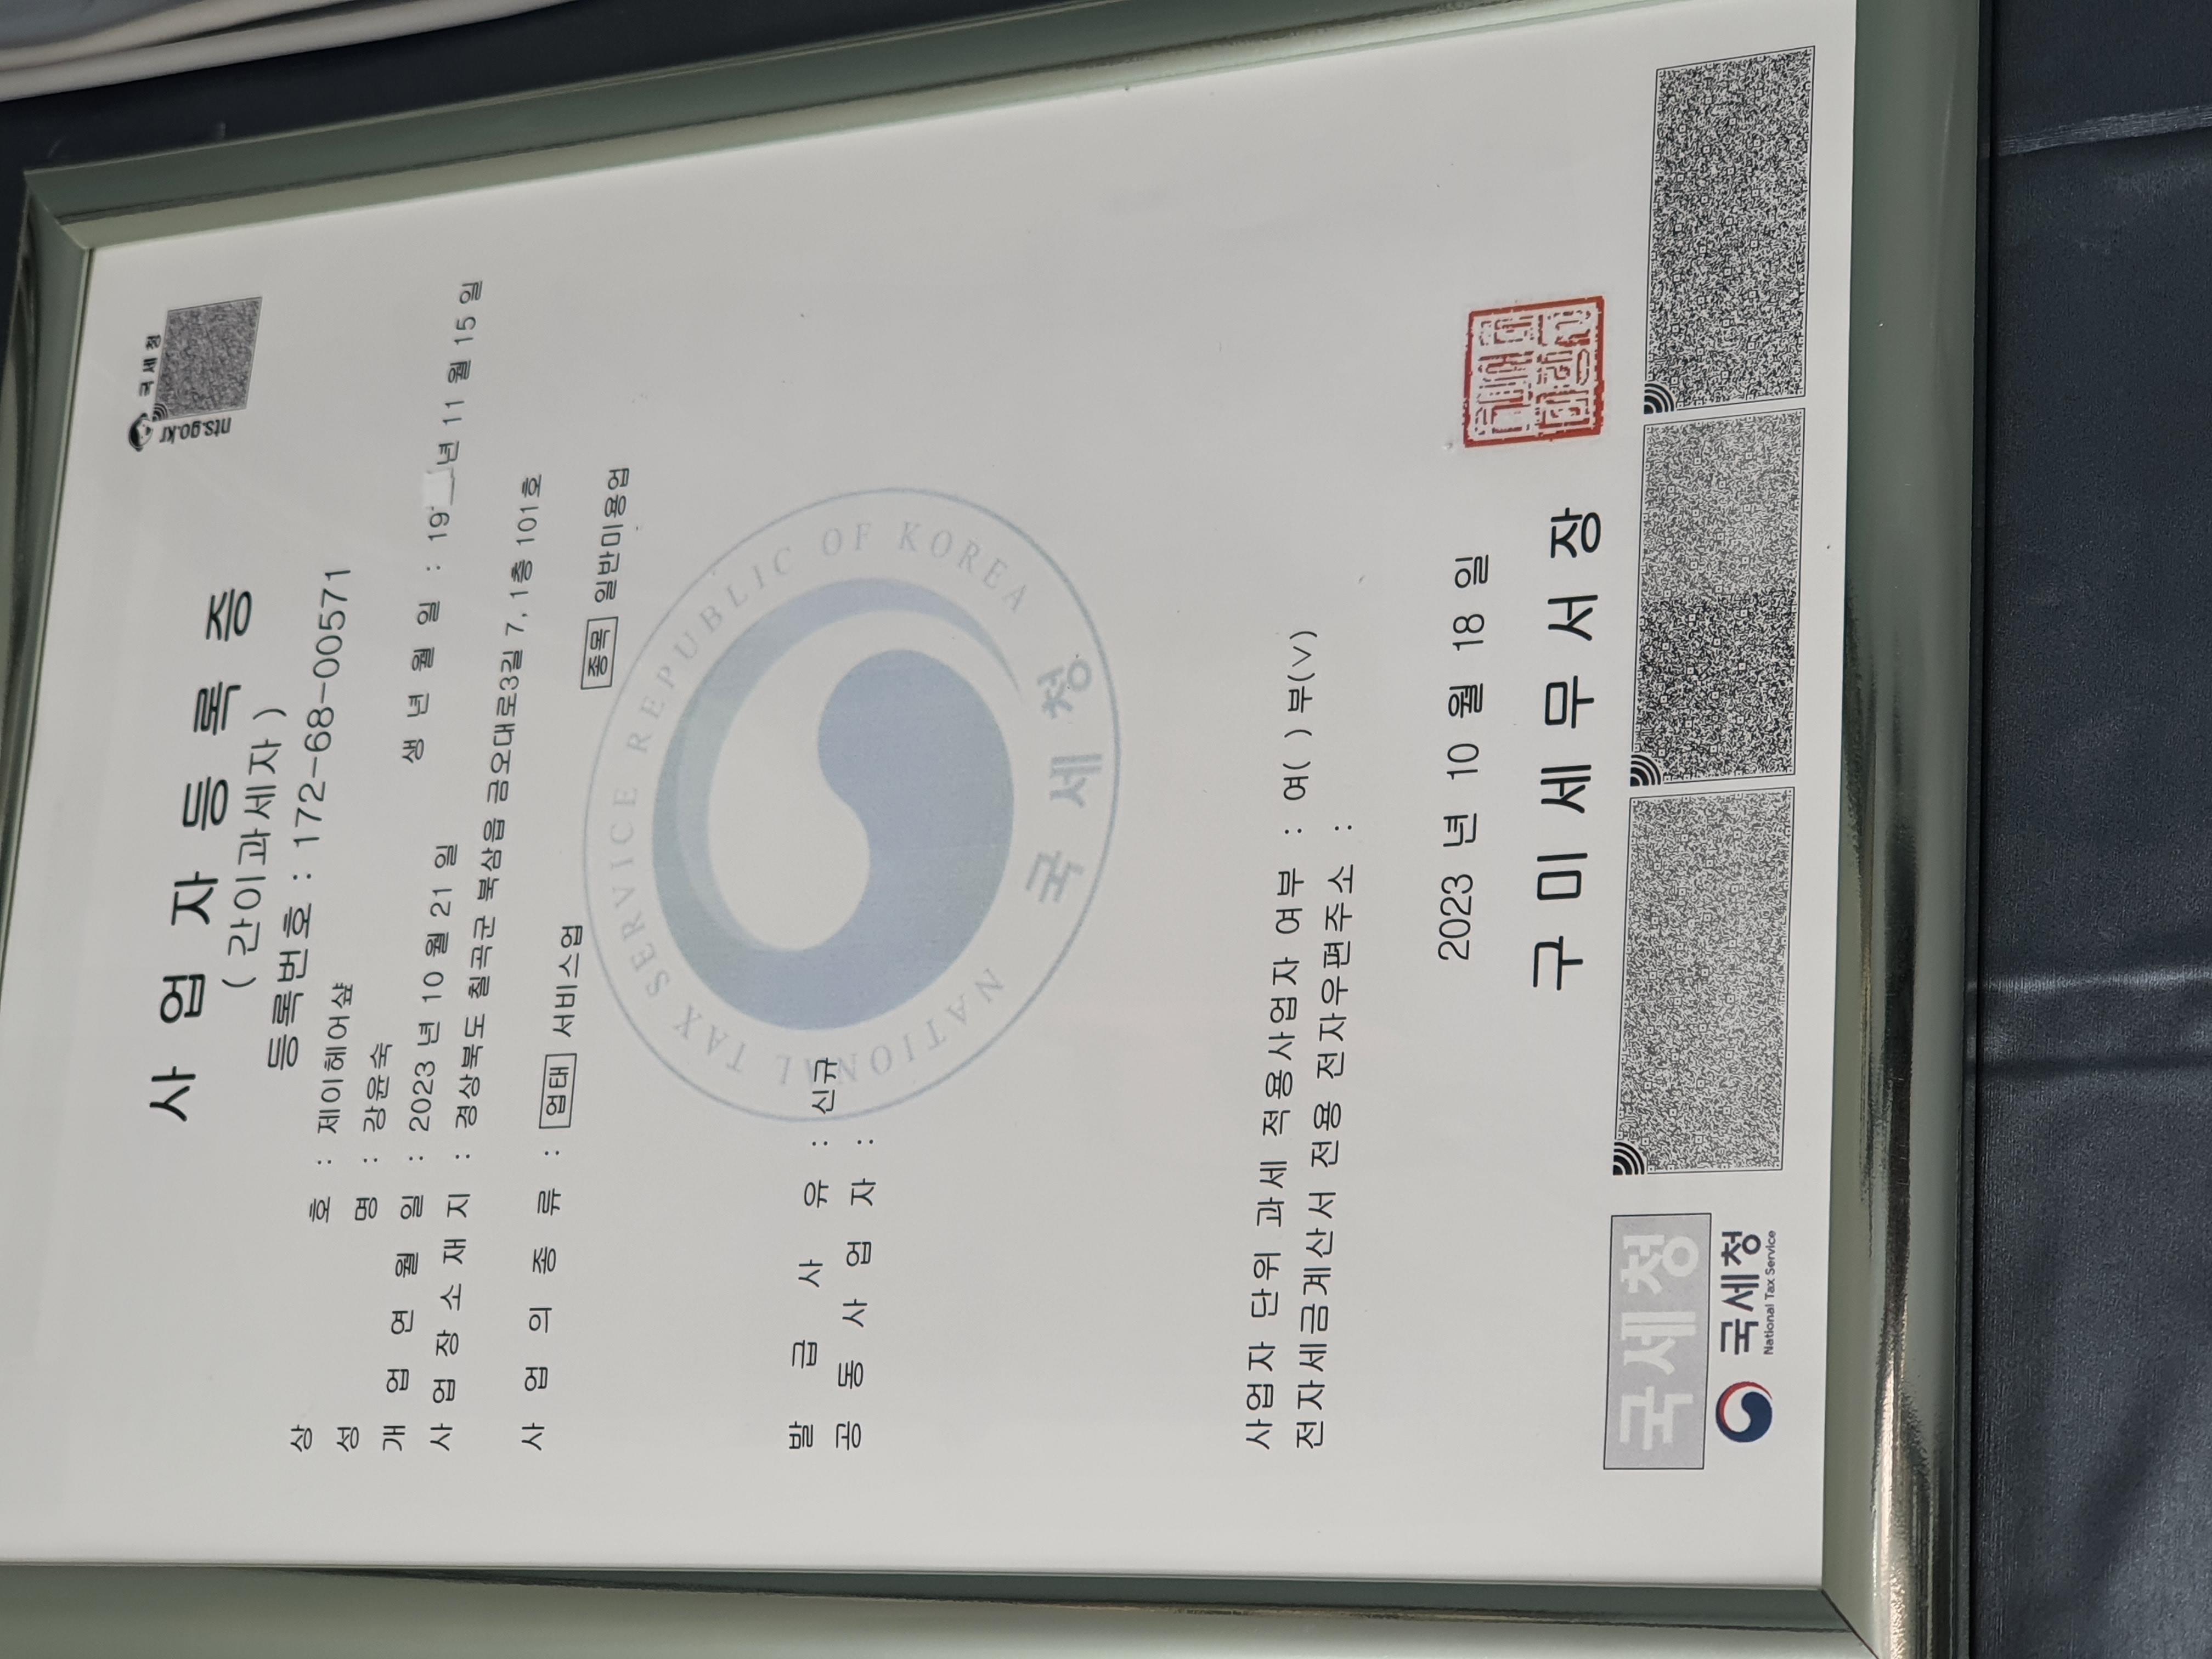 국세청
nts.go.kr
사 업 자 등 록 증
( 간이과세자 )
등록번호 : 172-68-00571
상 호 : 제이헤어샾
성 명 : 강윤숙 생 년 월 일 : 19 년 11 월 15 일
개 업 연 월 일 : 2023 년 10 월 21 일
사 업 장 소 재 지 : 경상북도 칠곡군 북삼읍 금오대로3길 7, 1층 101호
사 업 의 종 류 : 업태 서비스업 종목 일반미용업
NATIONAL TAX SERVICE REPUBLIC OF KOREA
국세청
발 급 사 유 : 신규
공 동 사 업 자 :
사업자 단위 과세 적용사업자 여부 : 여( ) 부(∨)
전자세금계산서 전용 전자우편주소 :
2023 년 10 월 18 일
구 미 세 무 서 장
국세청
국세청
National Tax Service